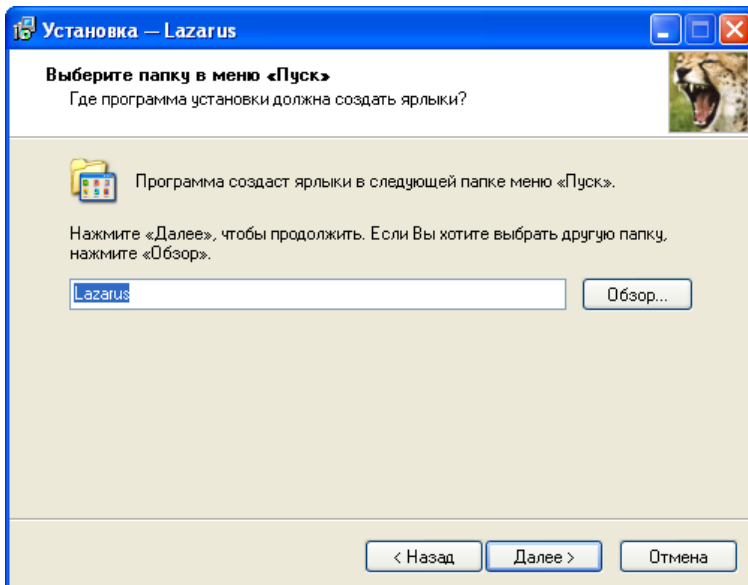 Установка — Lazarus
Выберите папку в меню «Пуск»
Где программа установки должна создать ярлыки?
Программа создаст ярлыки в следующей папке меню «Пуск».
Нажмите «Далее», чтобы продолжить. Если Вы хотите выбрать другую папку,
нажмите «Обзор».
Lazarus
Обзор...
< Назад
Далее >
Отмена